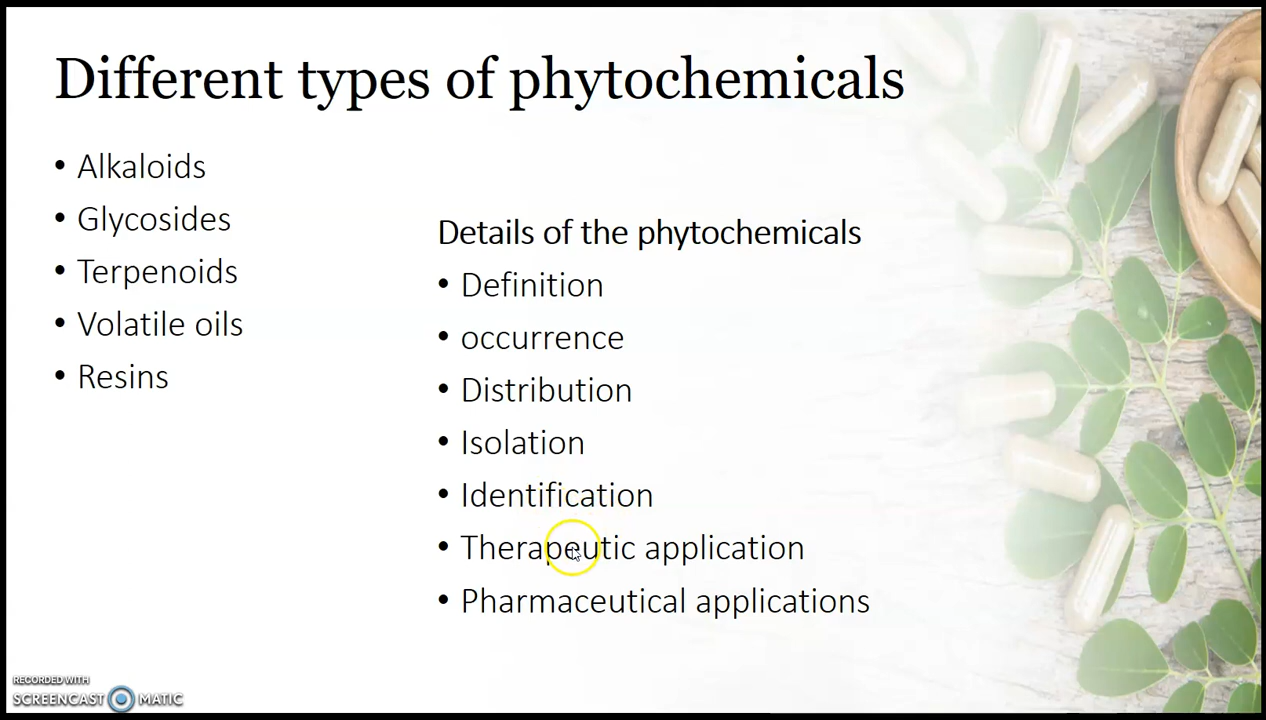 Different types of phytochemicals
• Alkaloids
• Glycosides
• Terpenoids
• Volatile oils
• Resins
Details of the phytochemicals
• Definition
• occurrence
• Distribution
• Isolation
• Identification
• Therapeutic application
• Pharmaceutical applications
RECORDED WITH
SCREENCAST MATIC